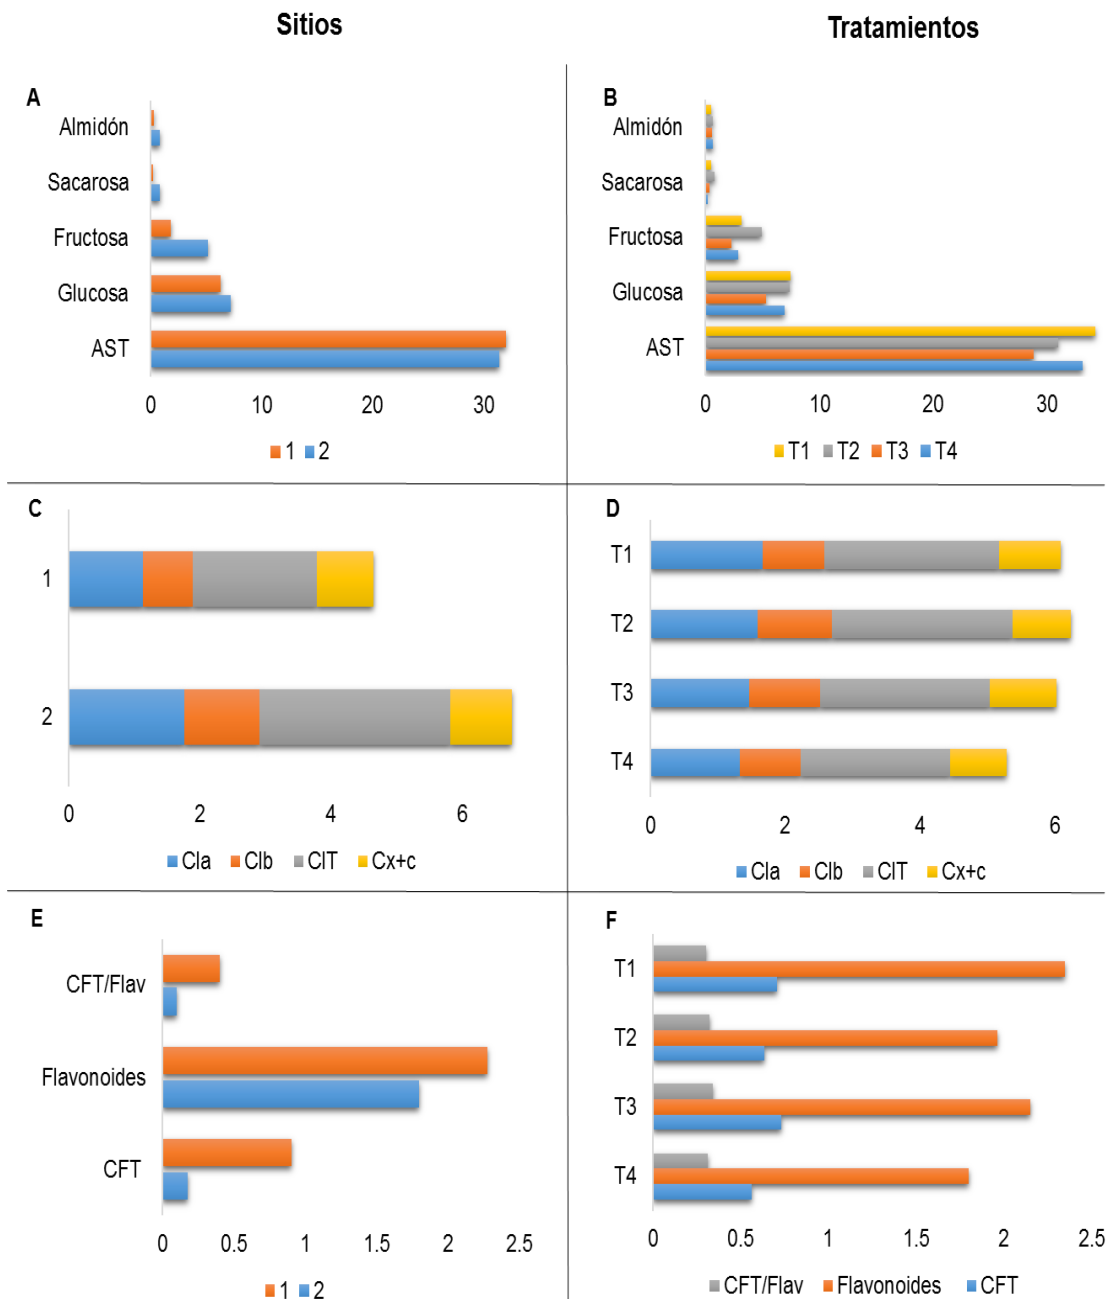 Sitios
Tratamientos
A
Almidón
Sacarosa
Fructosa
Glucosa
AST
0 10 20 30
1 2
B
Almidón
Sacarosa
Fructosa
Glucosa
AST
0 10 20 30
T1 T2 T3 T4
C
1
2
0 2 4 6
Cla Clb ClT Cx+c
D
T1
T2
T3
T4
0 2 4 6
Cla Clb ClT Cx+c
E
CFT/Flav
Flavonoides
CFT
0 0.5 1 1.5 2 2.5
1 2
F
T1
T2
T3
T4
0 0.5 1 1.5 2 2.5
CFT/Flav Flavonoides CFT